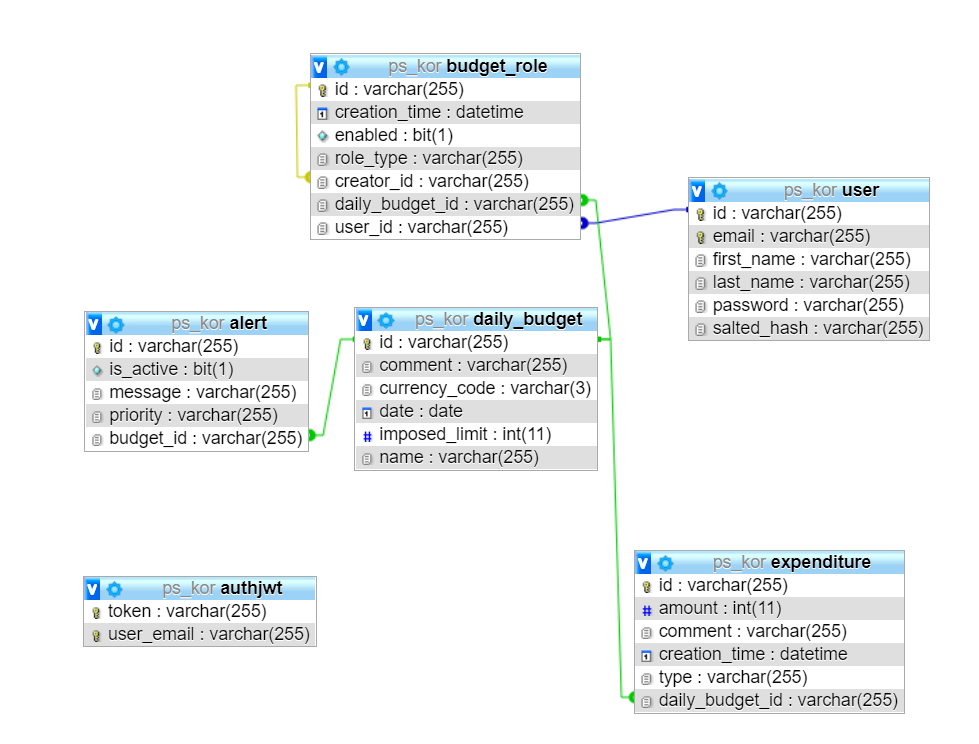 ps_kor budget_role
id : varchar(255)
creation_time : datetime
enabled : bit(1)
role_type : varchar(255)
creator_id : varchar(255)
daily_budget_id : varchar(255)
user_id : varchar(255)
ps_kor user
id : varchar(255)
email : varchar(255)
first_name : varchar(255)
last_name : varchar(255)
password : varchar(255)
salted_hash : varchar(255)
ps_kor alert
id : varchar(255)
is_active : bit(1)
message : varchar(255)
priority : varchar(255)
budget_id : varchar(255)
ps_kor daily_budget
id : varchar(255)
comment : varchar(255)
currency_code : varchar(3)
date : date
imposed_limit : int(11)
name : varchar(255)
ps_kor authjwt
token : varchar(255)
user_email : varchar(255)
ps_kor expenditure
id : varchar(255)
amount : int(11)
comment : varchar(255)
creation_time : datetime
type : varchar(255)
daily_budget_id : varchar(255)